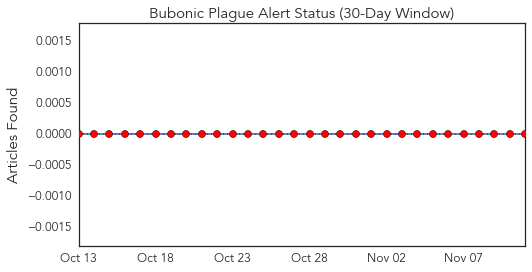 Bubonic Plague Alert Status (30-Day Window)
Articles Found
0.0015
0.0010
0.0005
0.0000
−0.0005
−0.0010
−0.0015
Oct 13 Oct 18 Oct 23 Oct 28 Nov 02 Nov 07